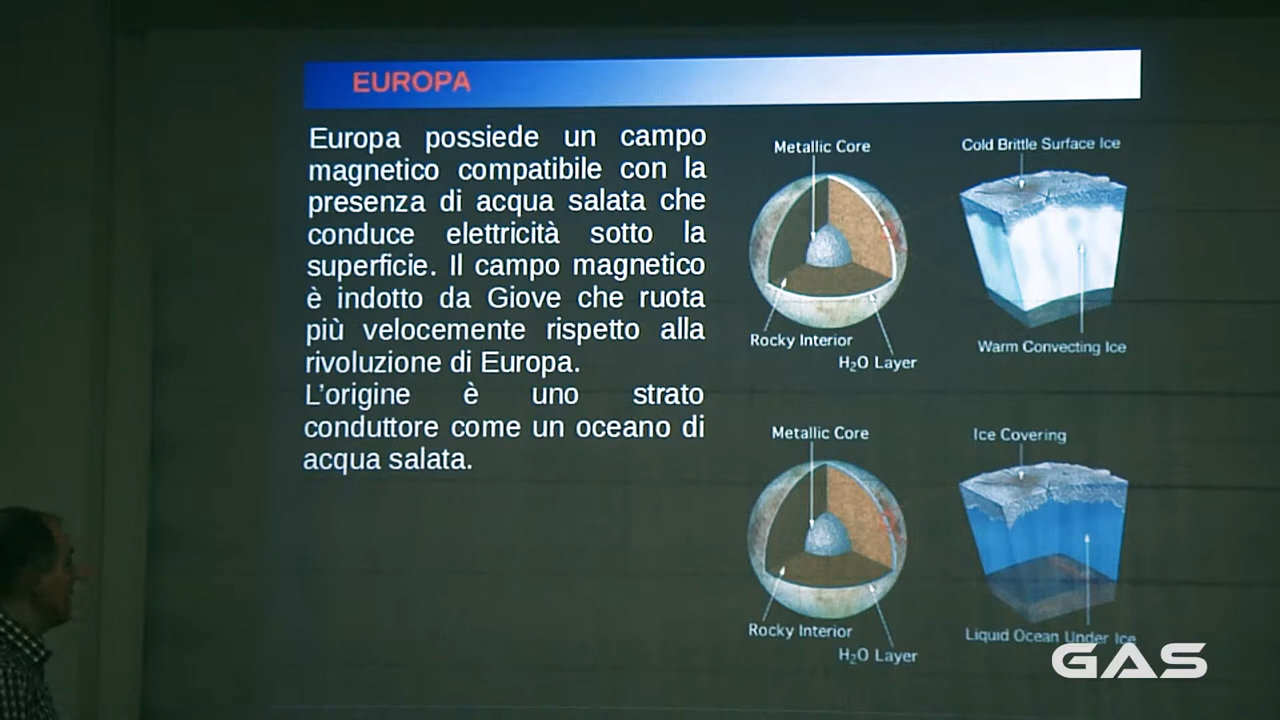 EUROPA
Europa possiede un campo
magnetico compatibile con la
presenza di acqua salata che
conduce elettricità sotto la
superficie. Il campo magnetico
è indotto da Giove che ruota
più velocemente rispetto alla
rivoluzione di Europa.
L'origine è uno strato
conduttore come un oceano di
acqua salata.
Metallic Core
Cold Brittle Surface Ice
Rocky Interior
H₂O Layer
Warm Convecting Ice
Metallic Core
Ice Covering
Rocky Interior
H₂O Layer
Liquid Ocean Under Ice
GAS